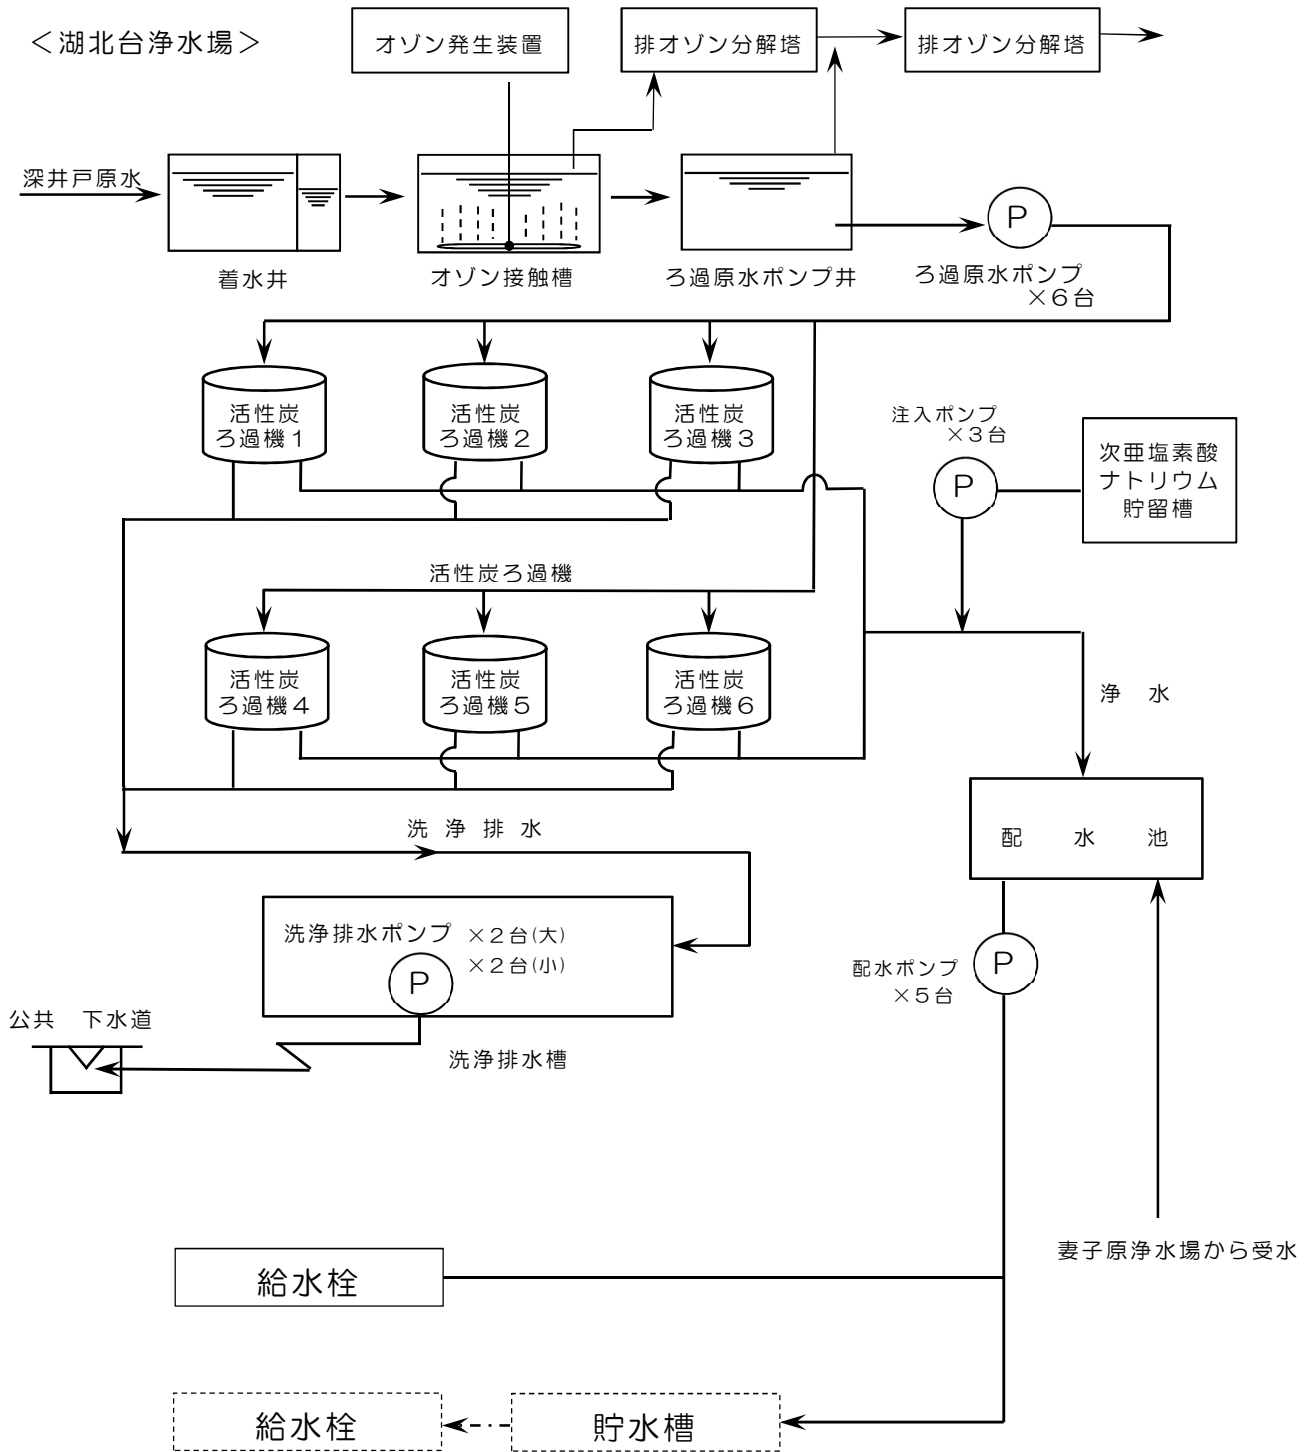 ＜湖北台浄水場＞
オゾン発生装置
排オゾン分解塔
排オゾン分解塔
深井戸原水
着水井
オゾン接触槽
ろ過原水ポンプ井
P
ろ過原水ポンプ
×６台
活性炭
ろ過機１
活性炭
ろ過機２
活性炭
ろ過機３
注入ポンプ
×３台
P
次亜塩素酸
ナトリウム
貯留槽
活性炭ろ過機
活性炭
ろ過機４
活性炭
ろ過機５
活性炭
ろ過機６
浄　水
洗 浄 排 水
配　水　池
洗浄排水ポンプ ×２台(大)
×２台(小)
P
配水ポンプ
×５台
P
公共　下水道
洗浄排水槽
妻子原浄水場から受水
給水栓
給水栓
貯水槽